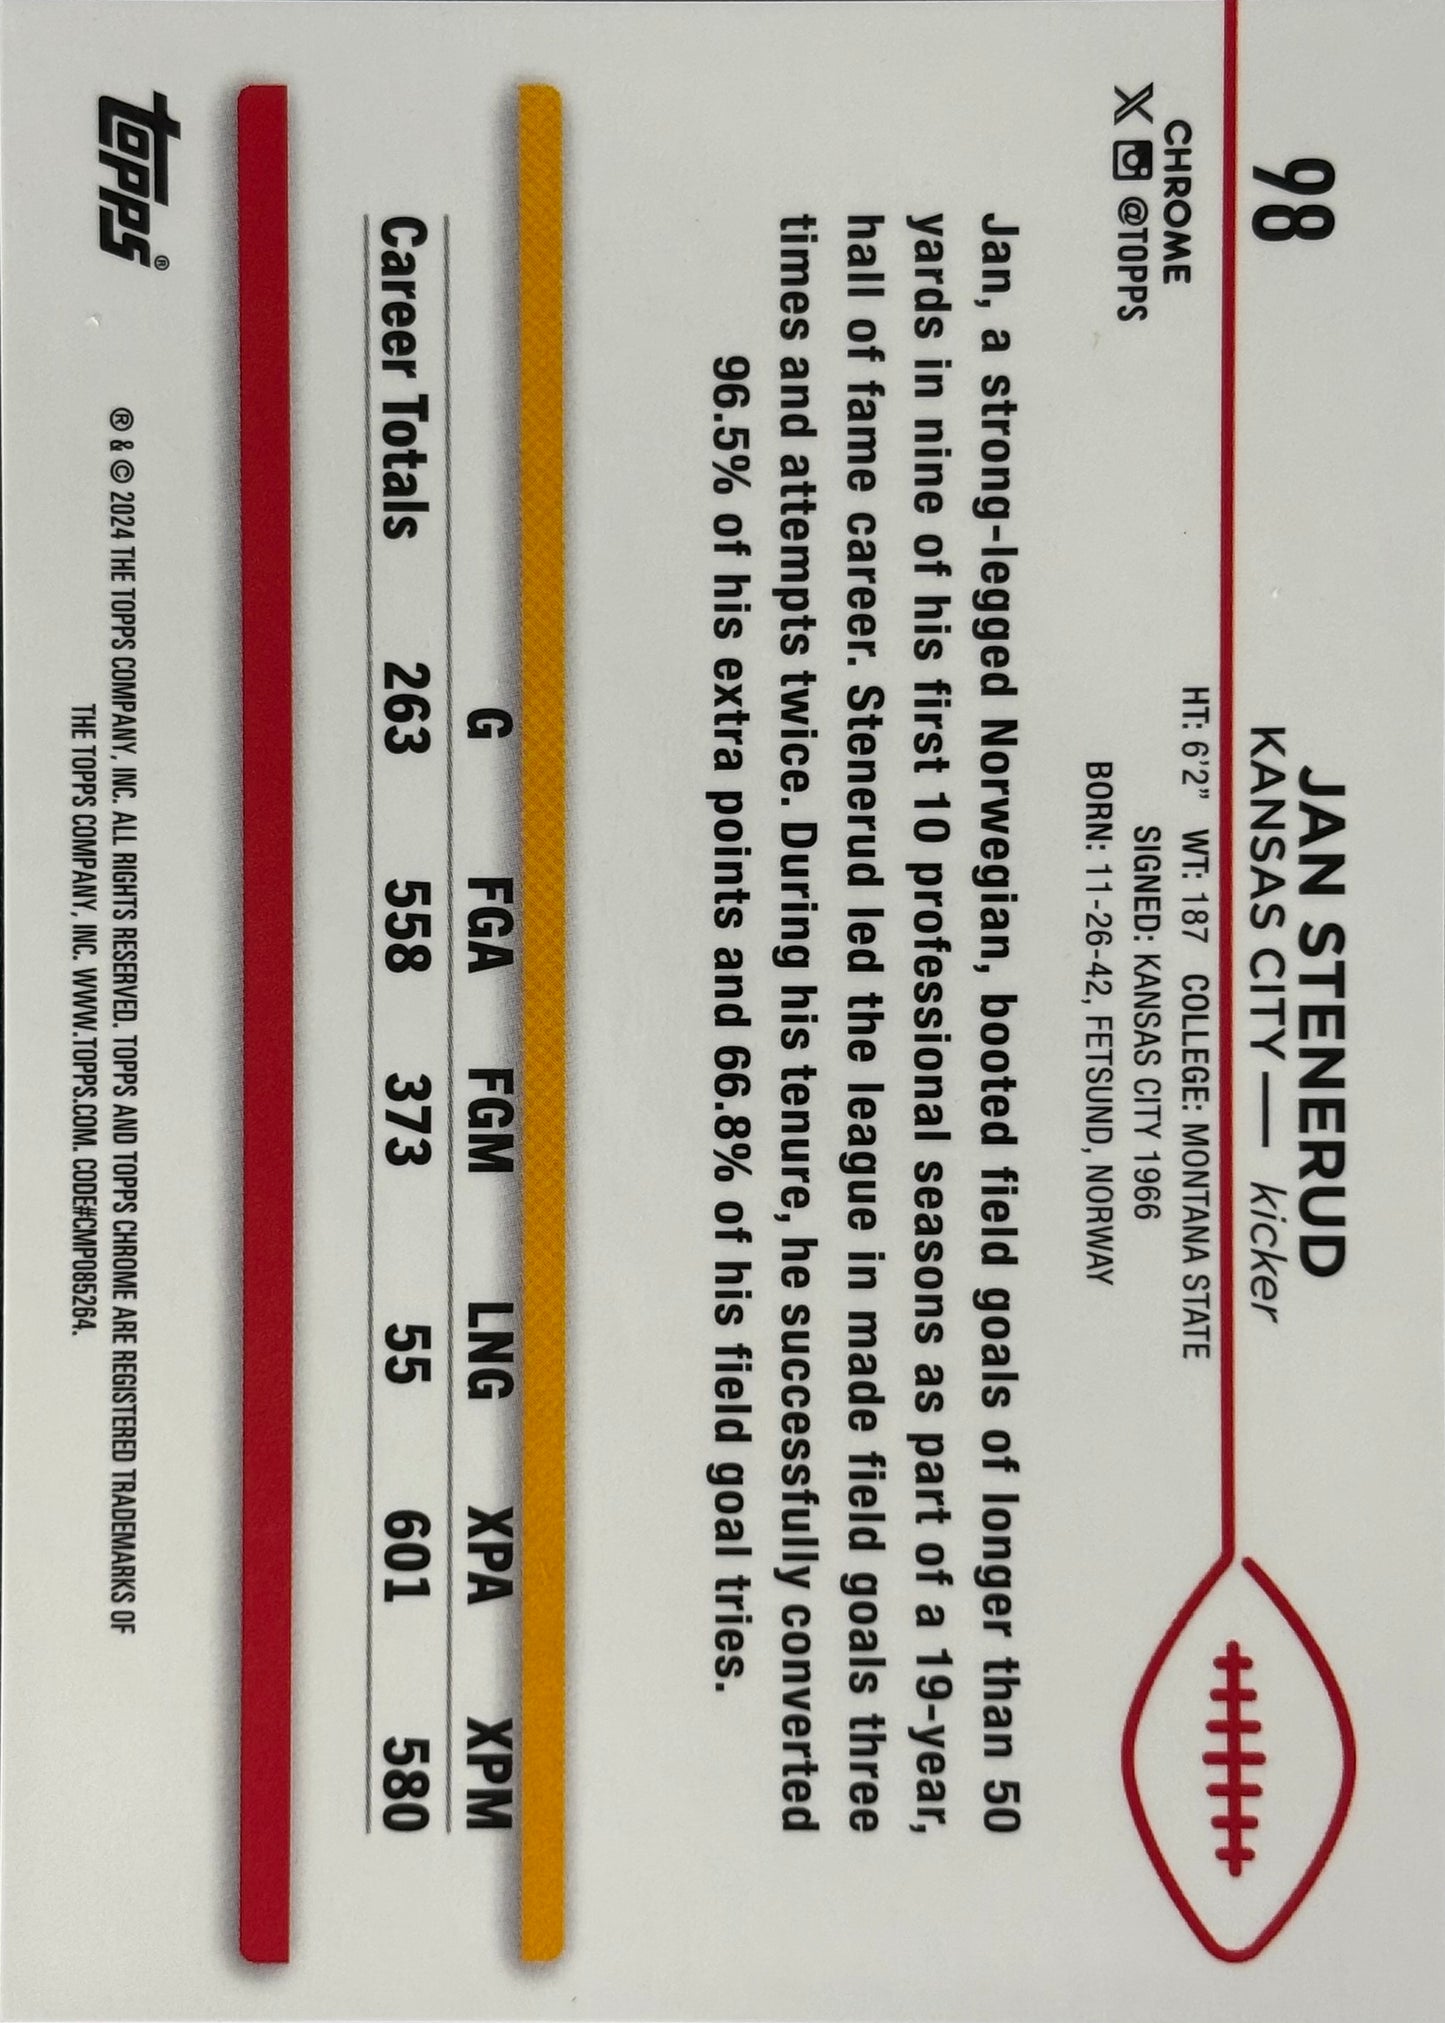 98
JAN STENERUD
KANSAS CITY — kicker
CHROME
X @TOPPS
HT: 6'2" WT: 187 COLLEGE: MONTANA STATE
SIGNED: KANSAS CITY 1966
BORN: 11-26-42, FETSUND, NORWAY
Jan, a strong-legged Norwegian, booted field goals of longer than 50
yards in nine of his first 10 professional seasons as part of a 19-year,
hall of fame career. Stenerud led the league in made field goals three
times and attempts twice. During his tenure, he successfully converted
96.5% of his extra points and 66.8% of his field goal tries.
G FGA FGM LNG XPA XPM
Career Totals 263 558 373 55 601 580
topps®
® & © 2024 THE TOPPS COMPANY, INC. ALL RIGHTS RESERVED. TOPPS AND TOPPS CHROME ARE REGISTERED TRADEMARKS OF
THE TOPPS COMPANY, INC. WWW.TOPPS.COM. CODE#CMP085264.